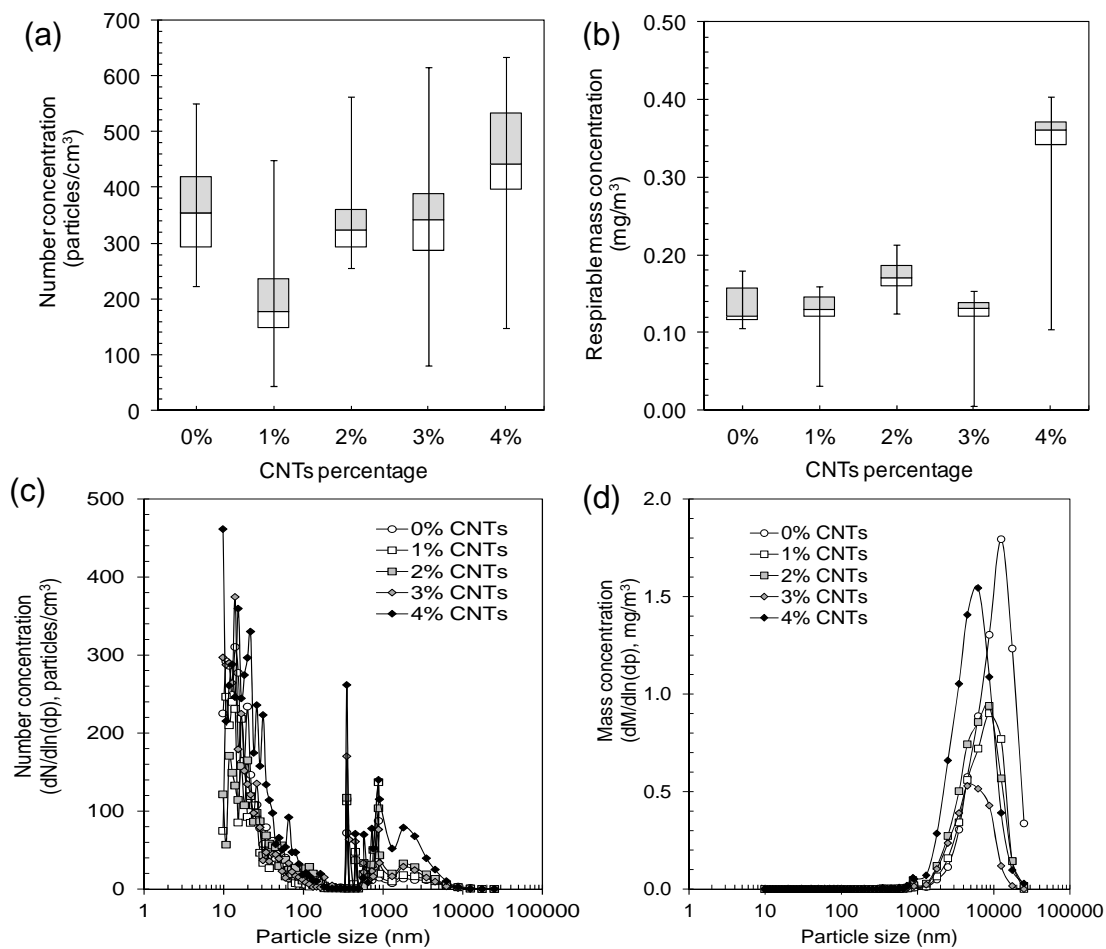 (a)
Number concentration
(particles/cm³)
700
600
500
400
300
200
100
0
0% 1% 2% 3% 4%
CNTs percentage
(b)
Respirable mass concentration
(mg/m³)
0.50
0.40
0.30
0.20
0.10
0.00
0% 1% 2% 3% 4%
CNTs percentage
(c)
Number concentration
(dN/dln(dp), particles/cm³)
500
400
300
200
100
0
0% CNTs
1% CNTs
2% CNTs
3% CNTs
4% CNTs
1 10 100 1000 10000 100000
Particle size (nm)
(d)
Mass concentration
(dM/dln(dp), mg/m³)
2.0
1.5
1.0
0.5
0.0
0% CNTs
1% CNTs
2% CNTs
3% CNTs
4% CNTs
1 10 100 1000 10000 100000
Particle size (nm)